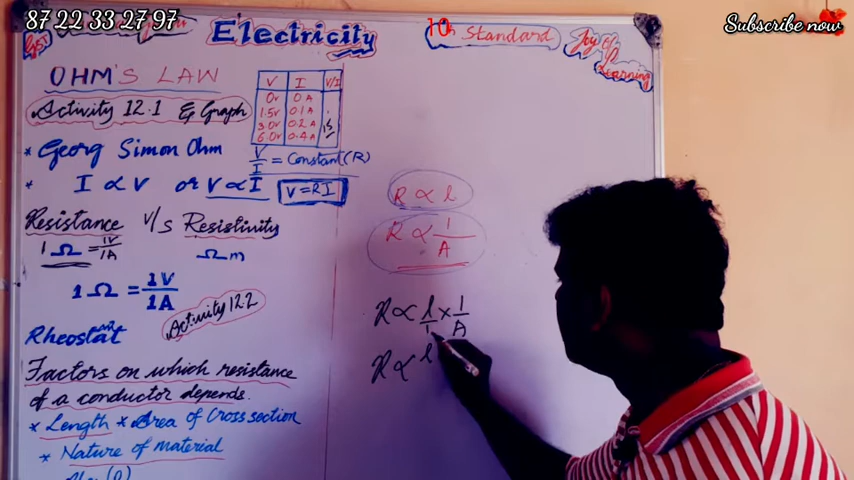 87 22 33 27 97
Subscribe now
Electricity
10th Standard
Joy of
Learning
OHM'S LAW
Activity 12.1 & Graph
V I V/I
0V 0A
1.5V 0.1A
3.0V 0.2A 15
6.0V 0.4A
* Georg Simon Ohm
V/I = Constant (R)
* I ∝ V or V ∝ I V = RI
Resistance V/s Resistivity
1 Ω = 1V/1A Ωm
1 Ω = 1V/1A
Activity 12.2
Rheostat
Factors on which resistance
of a conductor depends.
* Length * Area of Cross section
* Nature of material
R ∝ l
R ∝ 1/A
R ∝ l/1 × 1/A
R ∝ l